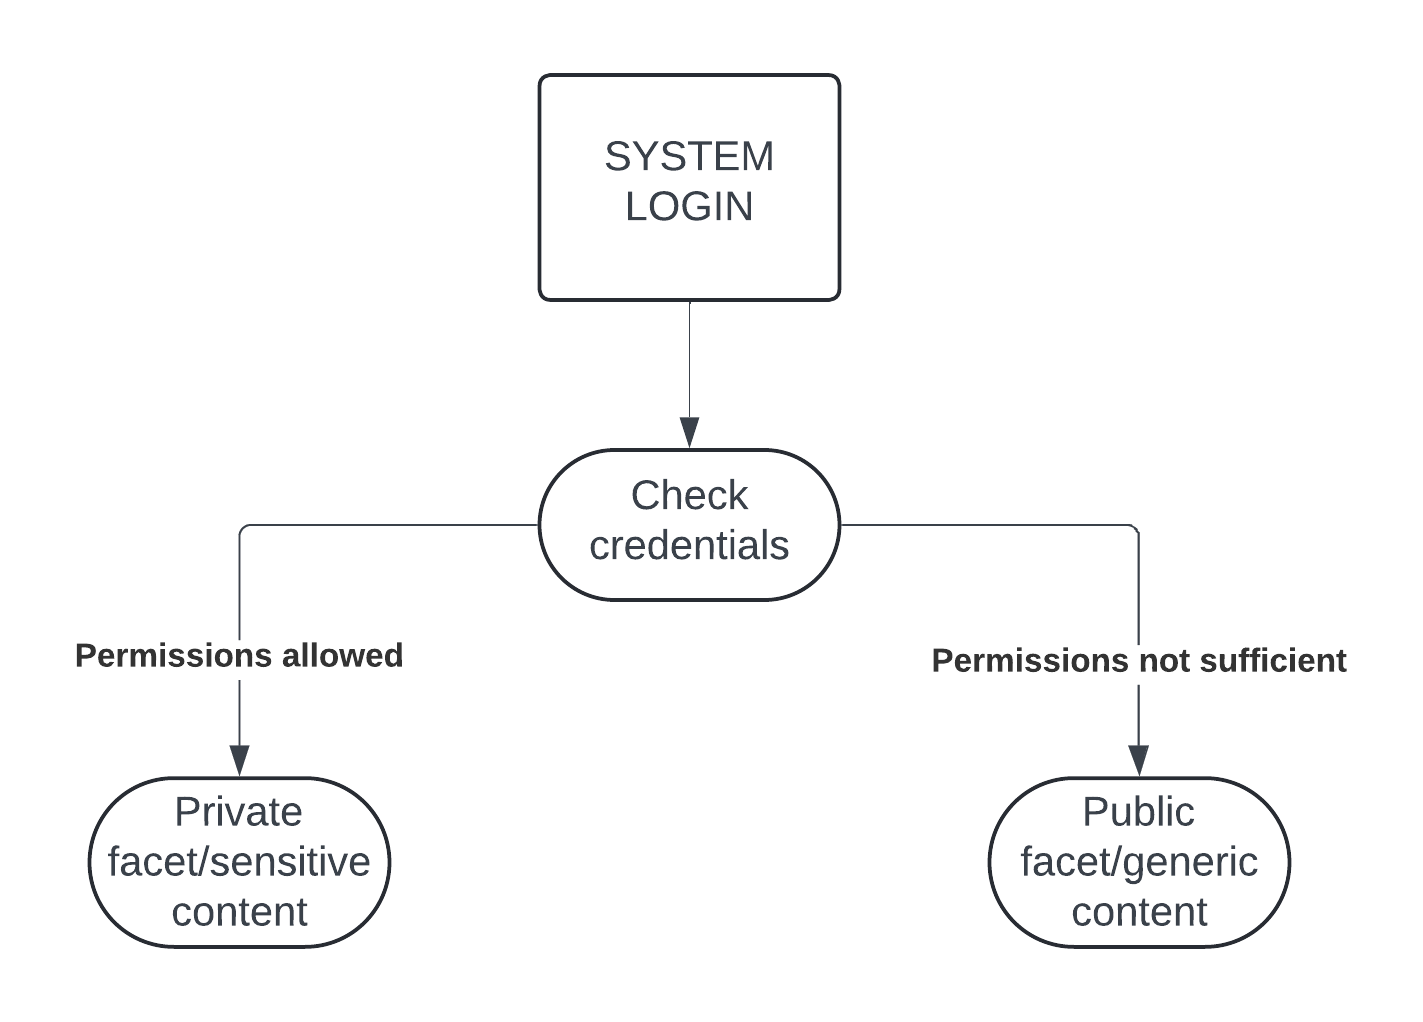 SYSTEM
LOGIN
Check
credentials
Permissions allowed
Permissions not sufficient
Private
facet/sensitive
content
Public
facet/generic
content